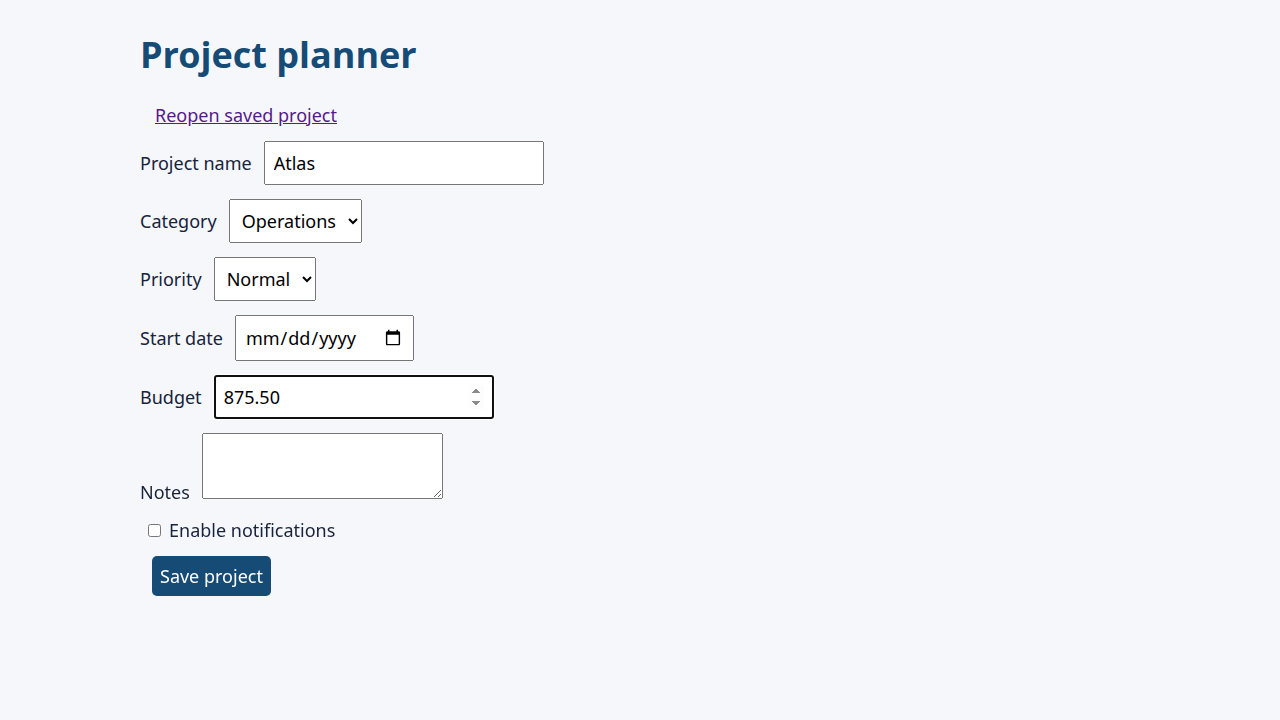 Project planner
Reopen saved project
Project name Atlas
Category Operations
Priority Normal
Start date mm/dd/yyyy
Budget 875.50
Notes
Enable notifications
Save project